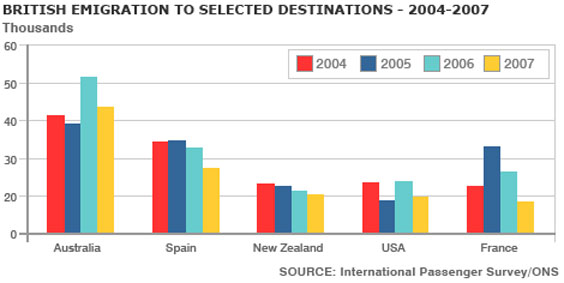 BRITISH EMIGRATION TO SELECTED DESTINATIONS - 2004-2007
Thousands
2004 2005 2006 2007
60
50
40
30
20
0
Australia Spain New Zealand USA France
SOURCE: International Passenger Survey/ONS